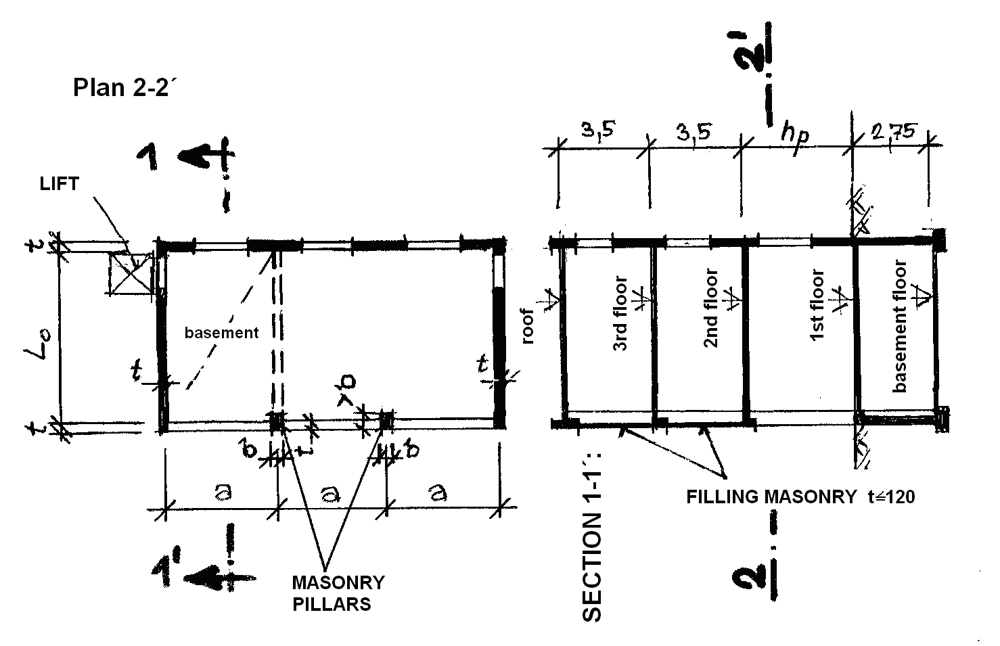 Plan 2-2´
1
LIFT
t
L₀
t
basement
t
t
>b
b
t
b
a
a
a
1'
MASONRY
PILLARS
2'
3,5
3,5
hp
2,75
roof
3rd floor
2nd floor
1st floor
basement floor
FILLING MASONRY t≤120
SECTION 1-1´:
2